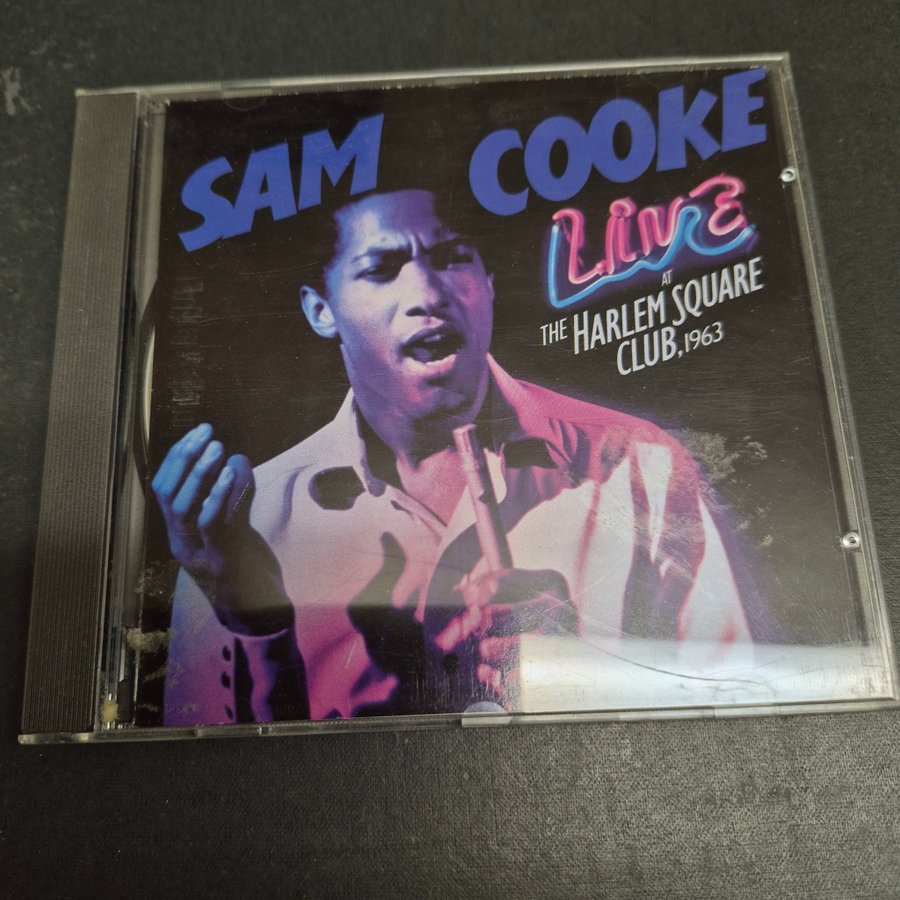 SAM COOKE
LIVE
AT
THE HARLEM SQUARE
CLUB, 1963